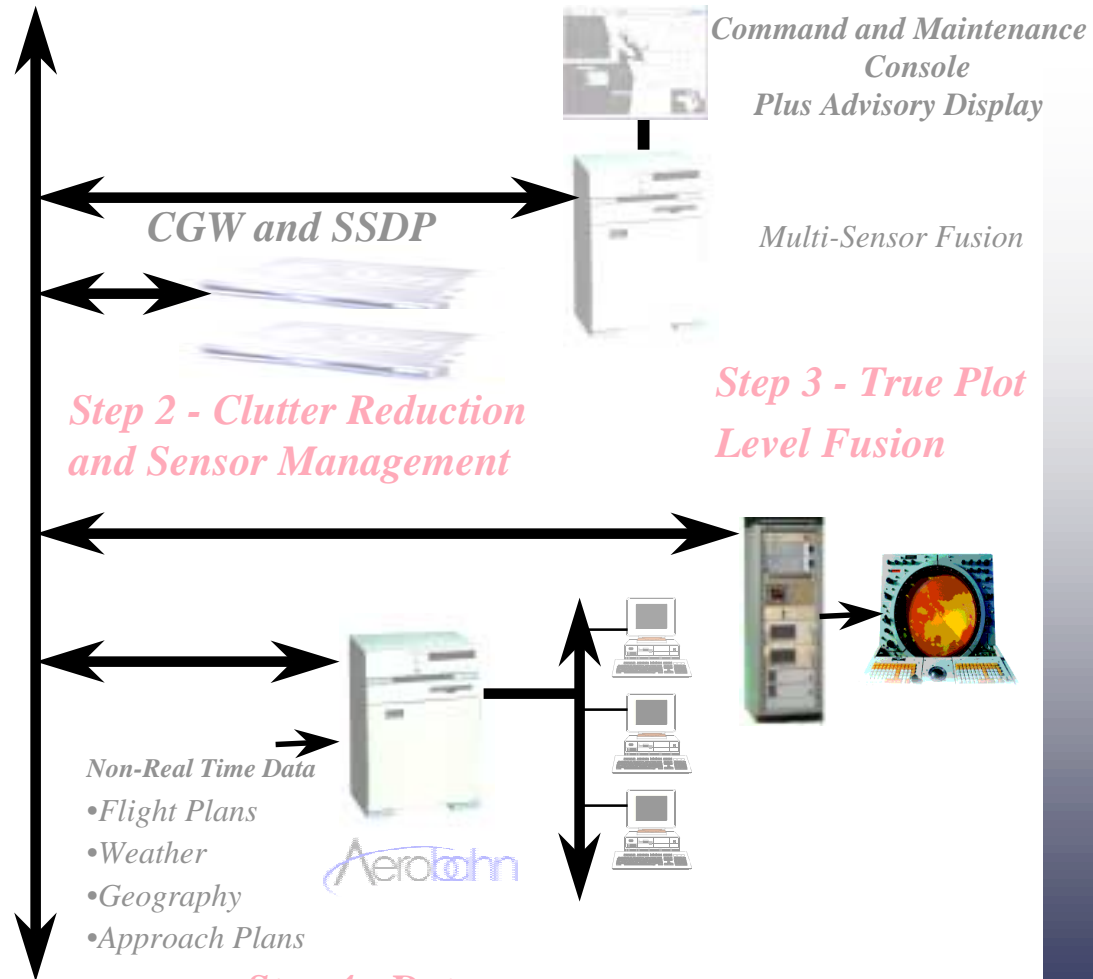 Command and Maintenance
Console
Plus Advisory Display
CGW and SSDP
Multi-Sensor Fusion
Step 2 - Clutter Reduction
and Sensor Management
Step 3 - True Plot
Level Fusion
Non-Real Time Data
•Flight Plans
•Weather
•Geography
•Approach Plans
Aerobahn